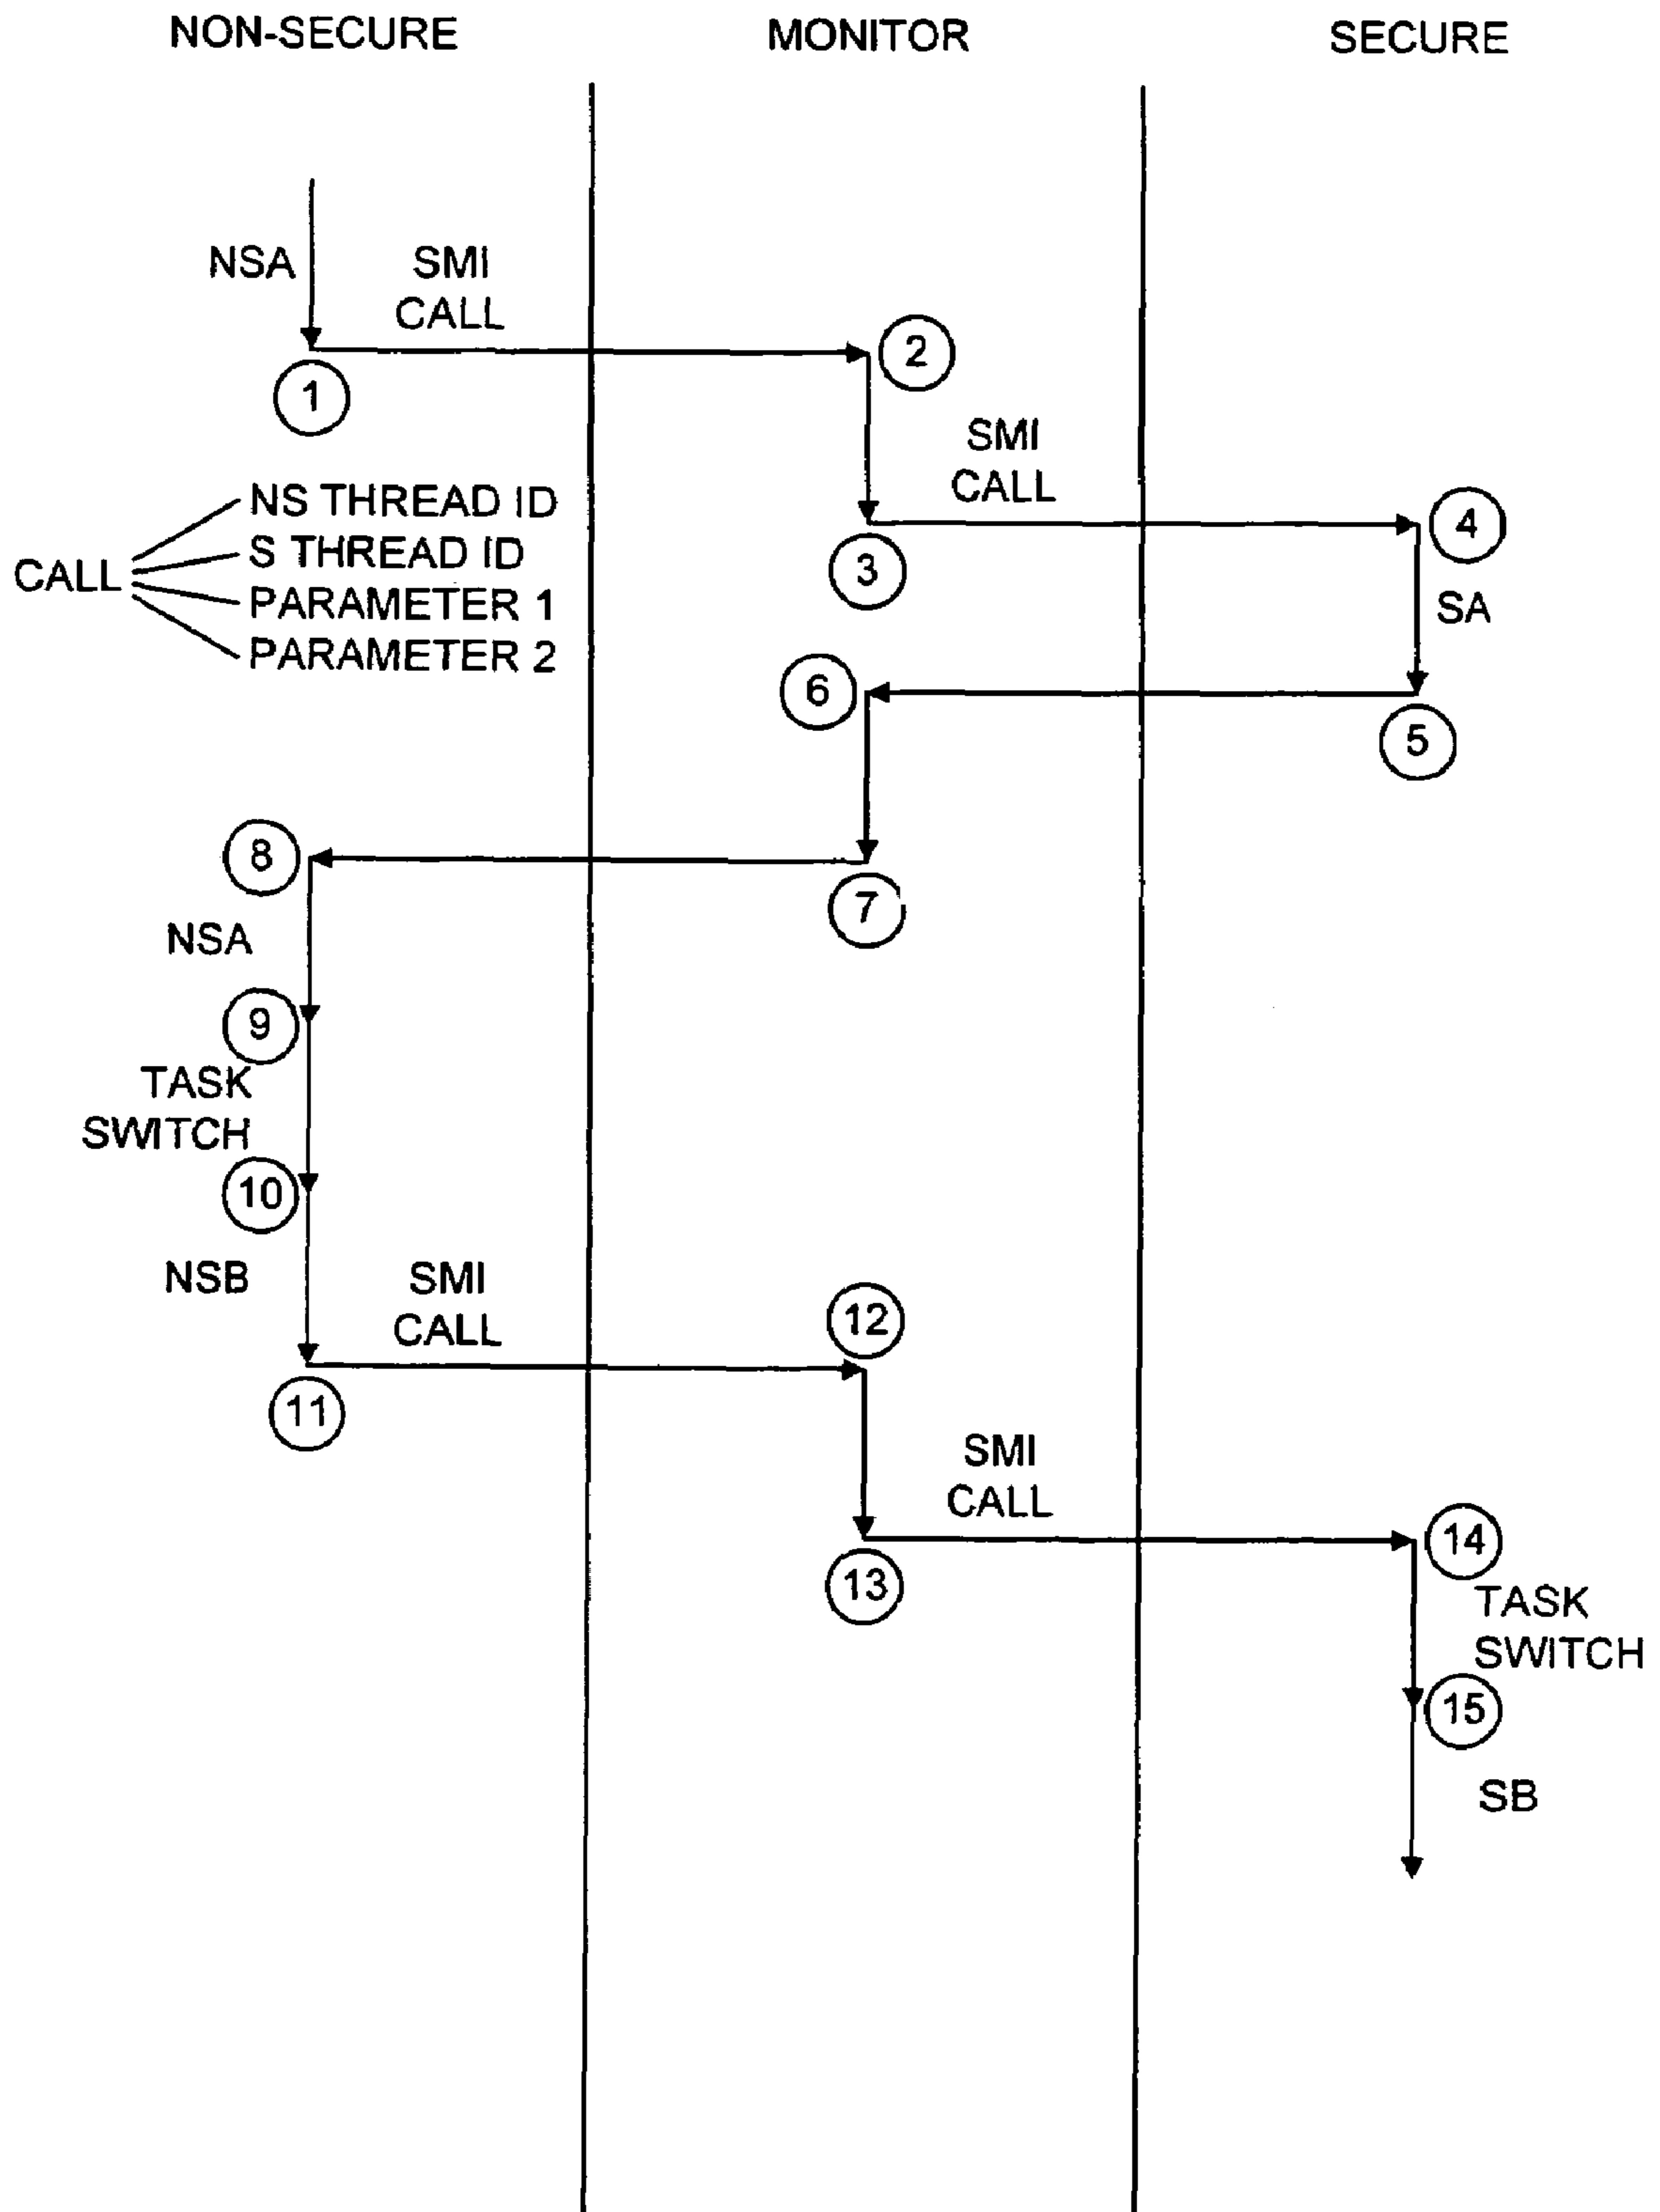 NON-SECURE
MONITOR
SECURE
NSA
SMI
CALL
1
2
SMI
CALL
3
4
CALL
NS THREAD ID
S THREAD ID
PARAMETER 1
PARAMETER 2
SA
5
6
7
8
NSA
9
TASK
SWITCH
10
NSB
SMI
CALL
11
12
SMI
CALL
13
14
TASK
SWITCH
15
SB